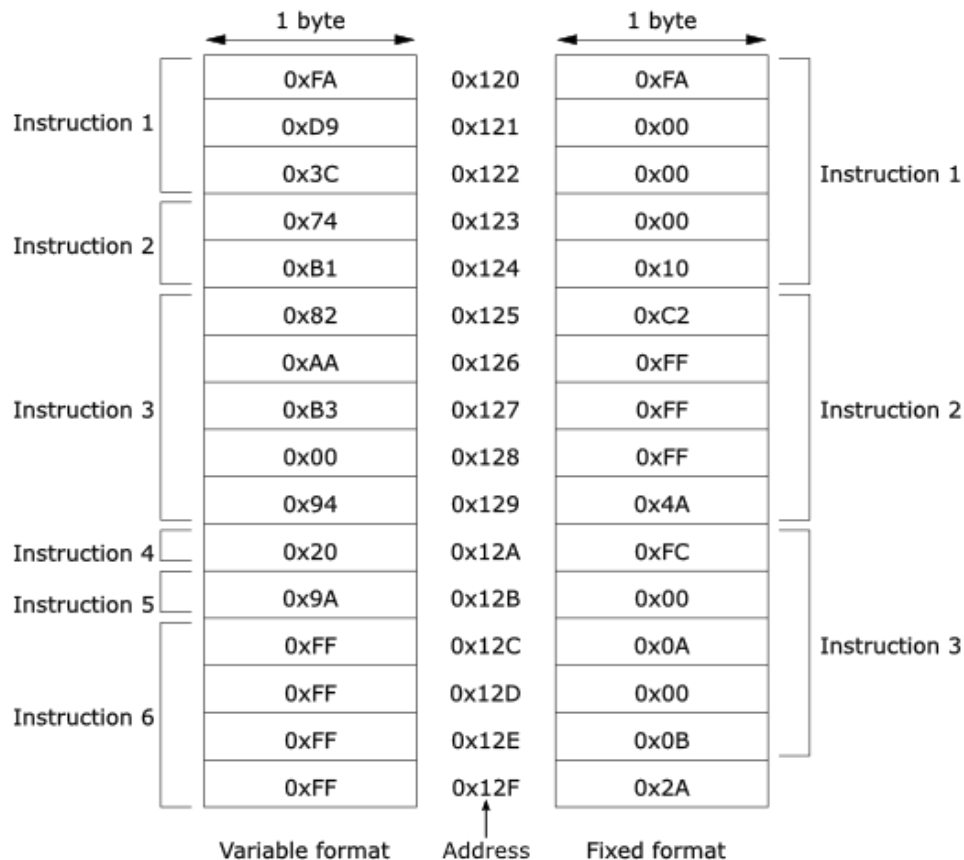 1 byte 1 byte
0xFA 0x120 0xFA
Instruction 1 0xD9 0x121 0x00
0x3C 0x122 0x00 Instruction 1
0x74 0x123 0x00
Instruction 2
0xB1 0x124 0x10
0x82 0x125 0xC2
0xAA 0x126 0xFF
Instruction 3 0xB3 0x127 0xFF Instruction 2
0x00 0x128 0xFF
0x94 0x129 0x4A
Instruction 4 0x20 0x12A 0xFC
Instruction 5 0x9A 0x12B 0x00
0xFF 0x12C 0x0A Instruction 3
Instruction 6 0xFF 0x12D 0x00
0xFF 0x12E 0x0B
0xFF 0x12F 0x2A
Variable format Address Fixed format